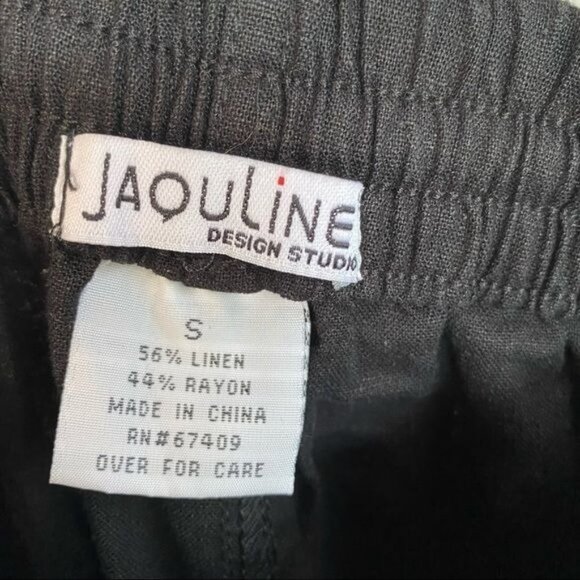 JAQULINE
DESIGN STUDIO
S
56% LINEN
44% RAYON
MADE IN CHINA
RN#67409
OVER FOR CARE